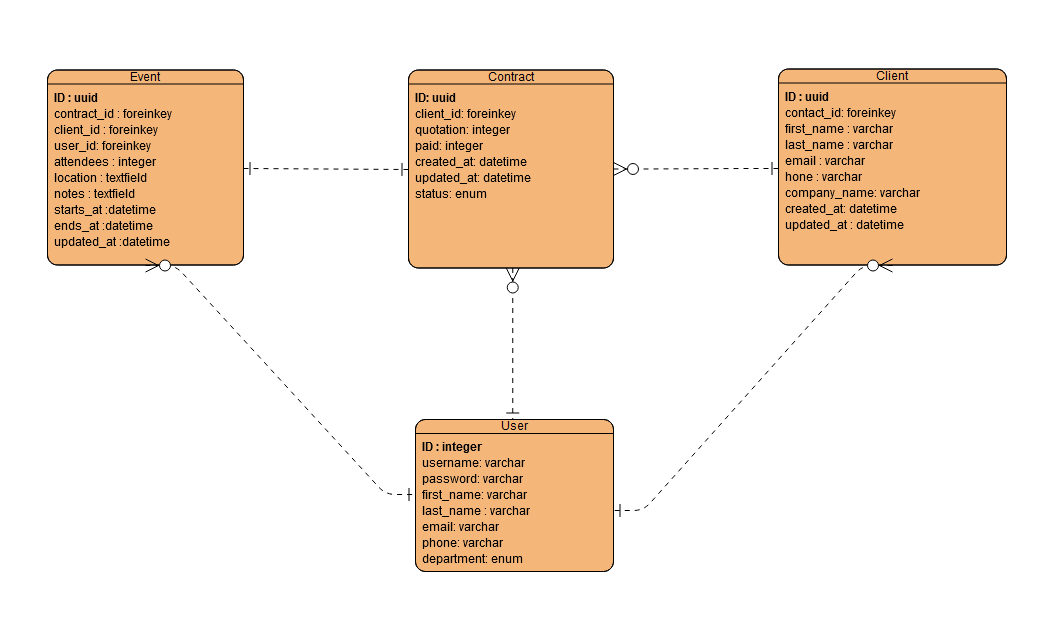 Event
ID : uuid
contract_id : foreinkey
client_id : foreinkey
user_id: foreinkey
attendees : integer
location : textfield
notes : textfield
starts_at :datetime
ends_at :datetime
updated_at :datetime
Contract
ID: uuid
client_id: foreinkey
quotation: integer
paid: integer
created_at: datetime
updated_at: datetime
status: enum
Client
ID : uuid
contact_id: foreinkey
first_name : varchar
last_name : varchar
email : varchar
hone : varchar
company_name: varchar
created_at: datetime
updated_at : datetime
User
ID : integer
username: varchar
password: varchar
first_name: varchar
last_name : varchar
email: varchar
phone: varchar
department: enum